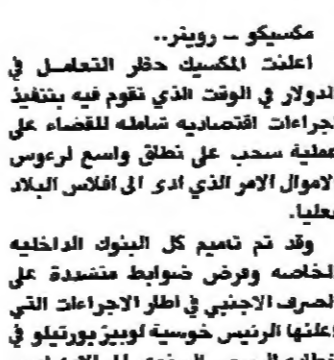 مكسيكو ــ رويتر..
اعلنت المكسيك حظر التعامل في
الدولار في الوقت الذي تقوم فيه بتنفيذ
اجراءات اقتصاديه شامله للقضاء على
عملية سحب على نطاق واسع لرءوس
الاموال الامر الذي ادى الى افلاس البلاد
فعليا.
وقد تم تاميم كل البنوك الداخليه
الخاصه وفرض ضوابط متشددة على
الصرف الاجنبي في اطار الاجراءات التي
اعلنها الرئيس خوسية لوبيز بورتيلو في